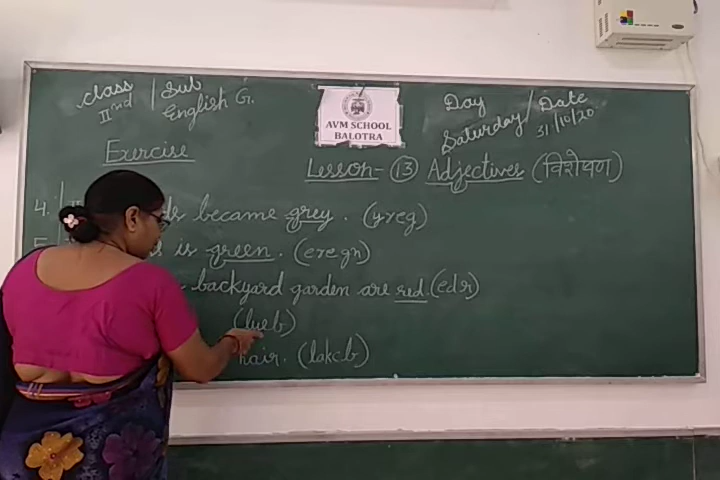 Class IInd | Sub English G.
AVM SCHOOL
BALOTRA
Day Saturday / Date 31/10/20
Exercise
Lesson - 13 Adjectives (विशेषण)
4. became grey. (yreg)
is green. (eregn)
backyard garden are red (edr)
(lueb)
hair. (lakcb)